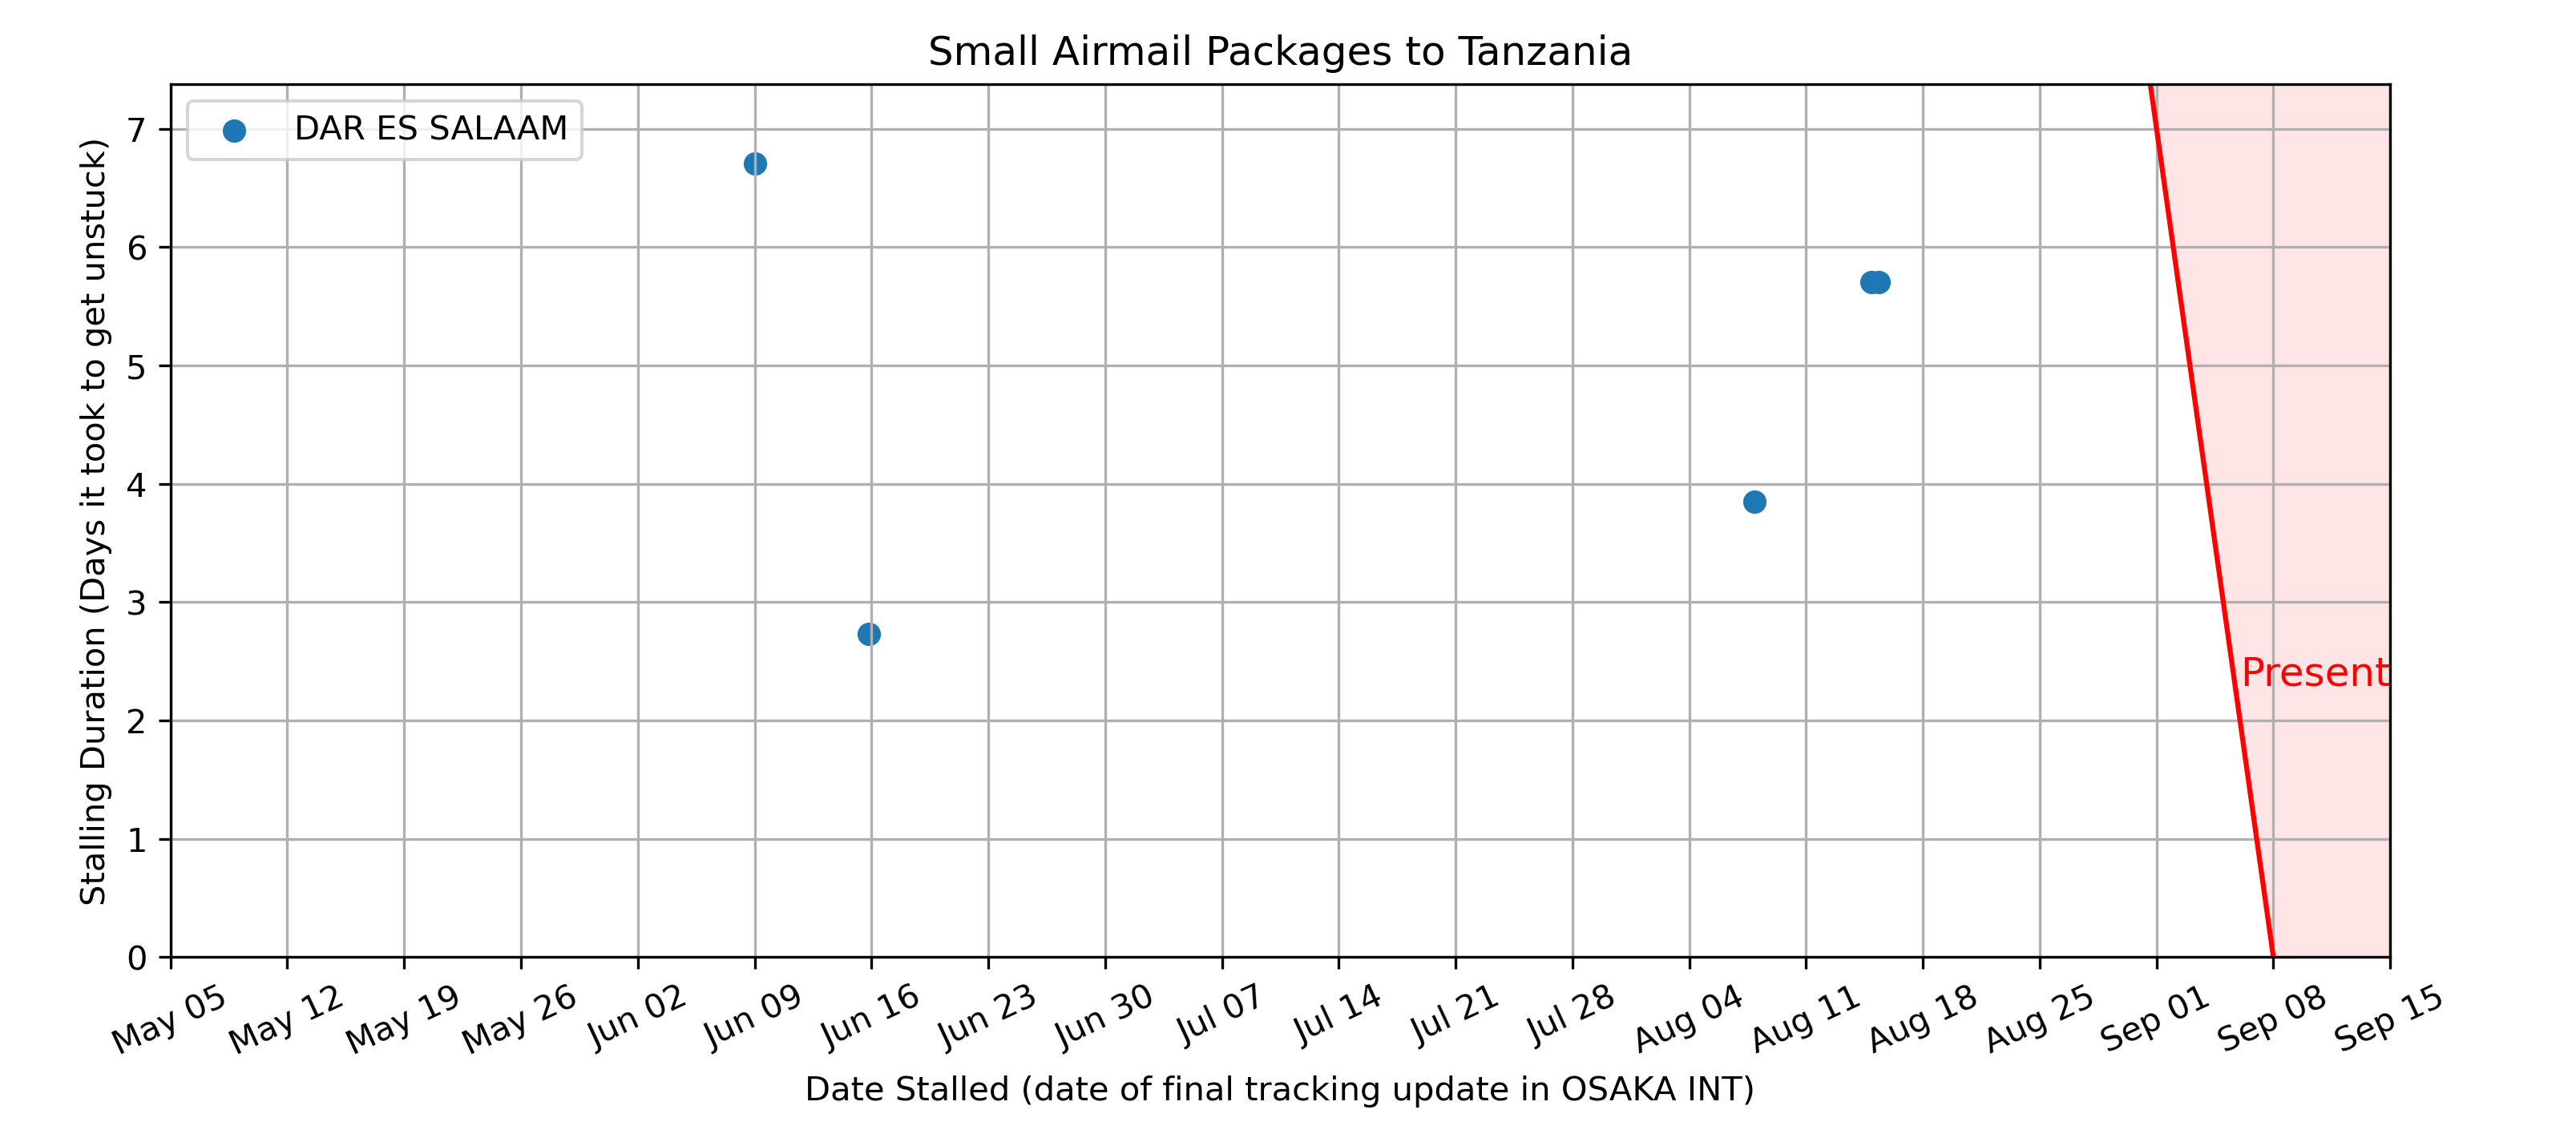 Small Airmail Packages to Tanzania
DAR ES SALAAM
Stalling Duration (Days it took to get unstuck)
7
6
5
4
3
2
1
0
Present
May 05
May 12
May 19
May 26
Jun 02
Jun 09
Jun 16
Jun 23
Jun 30
Jul 07
Jul 14
Jul 21
Jul 28
Aug 04
Aug 11
Aug 18
Aug 25
Sep 01
Sep 08
Sep 15
Date Stalled (date of final tracking update in OSAKA INT)